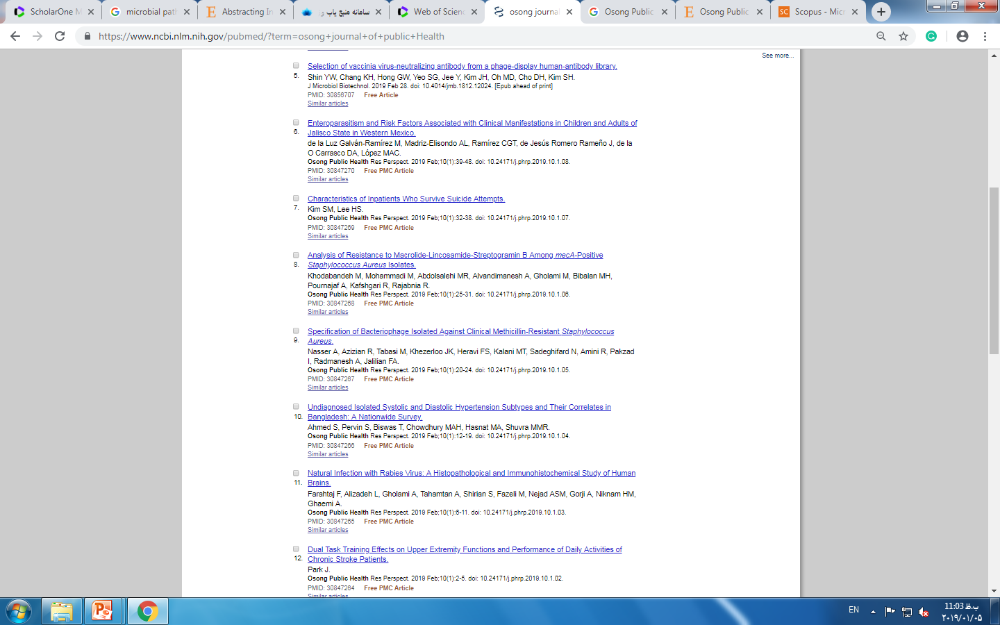 ScholarOne M
microbial pat
Abstracting In
سامانه منبع یاب وز
Web of Scienc
osong journal
Osong Public
Osong Public
Scopus - Micr
https://www.ncbi.nlm.nih.gov/pubmed/?term=osong+journal+of+public+Health
See more...
Selection of vaccinia virus-neutralizing antibody from a phage-display human-antibody library.
5. Shin YW, Chang KH, Hong GW, Yeo SG, Jee Y, Kim JH, Oh MD, Cho DH, Kim SH.
J Microbiol Biotechnol. 2019 Feb 28. doi: 10.4014/jmb.1812.12024. [Epub ahead of print]
PMID: 30856707 Free Article
Similar articles
Enteroparasitism and Risk Factors Associated with Clinical Manifestations in Children and Adults of
6. Jalisco State in Western Mexico.
de la Luz Galván-Ramírez M, Madriz-Elisondo AL, Ramírez CGT, de Jesús Romero Rameño J, de la
O Carrasco DA, López MAC.
Osong Public Health Res Perspect. 2019 Feb;10(1):39-48. doi: 10.24171/j.phrp.2019.10.1.08.
PMID: 30847270 Free PMC Article
Similar articles
Characteristics of Inpatients Who Survive Suicide Attempts.
7. Kim SM, Lee HS.
Osong Public Health Res Perspect. 2019 Feb;10(1):32-38. doi: 10.24171/j.phrp.2019.10.1.07.
PMID: 30847269 Free PMC Article
Similar articles
Analysis of Resistance to Macrolide-Lincosamide-Streptogramin B Among mecA-Positive
8. Staphylococcus Aureus Isolates.
Khodabandeh M, Mohammadi M, Abdolsalehi MR, Alvandimanesh A, Gholami M, Bibalan MH,
Pournajaf A, Kafshgari R, Rajabnia R.
Osong Public Health Res Perspect. 2019 Feb;10(1):25-31. doi: 10.24171/j.phrp.2019.10.1.06.
PMID: 30847268 Free PMC Article
Similar articles
Specification of Bacteriophage Isolated Against Clinical Methicillin-Resistant Staphylococcus
9. Aureus.
Nasser A, Azizian R, Tabasi M, Khezerloo JK, Heravi FS, Kalani MT, Sadeghifard N, Amini R, Pakzad
I, Radmanesh A, Jalilian FA.
Osong Public Health Res Perspect. 2019 Feb;10(1):20-24. doi: 10.24171/j.phrp.2019.10.1.05.
PMID: 30847267 Free PMC Article
Similar articles
Undiagnosed Isolated Systolic and Diastolic Hypertension Subtypes and Their Correlates in
10. Bangladesh: A Nationwide Survey.
Ahmed S, Pervin S, Biswas T, Chowdhury MAH, Hasnat MA, Shuvra MMR.
Osong Public Health Res Perspect. 2019 Feb;10(1):12-19. doi: 10.24171/j.phrp.2019.10.1.04.
PMID: 30847266 Free PMC Article
Similar articles
Natural Infection with Rabies Virus: A Histopathological and Immunohistochemical Study of Human
11. Brains.
Farahtaj F, Alizadeh L, Gholami A, Tahamtan A, Shirian S, Fazeli M, Nejad ASM, Gorji A, Niknam HM,
Ghaemi A.
Osong Public Health Res Perspect. 2019 Feb;10(1):6-11. doi: 10.24171/j.phrp.2019.10.1.03.
PMID: 30847265 Free PMC Article
Similar articles
Dual Task Training Effects on Upper Extremity Functions and Performance of Daily Activities of
12. Chronic Stroke Patients.
Park J.
Osong Public Health Res Perspect. 2019 Feb;10(1):2-5. doi: 10.24171/j.phrp.2019.10.1.02.
PMID: 30847264 Free PMC Article
Similar articles
EN
11:03 ب.ظ
۲۰۱۹/۰۱/۰۵